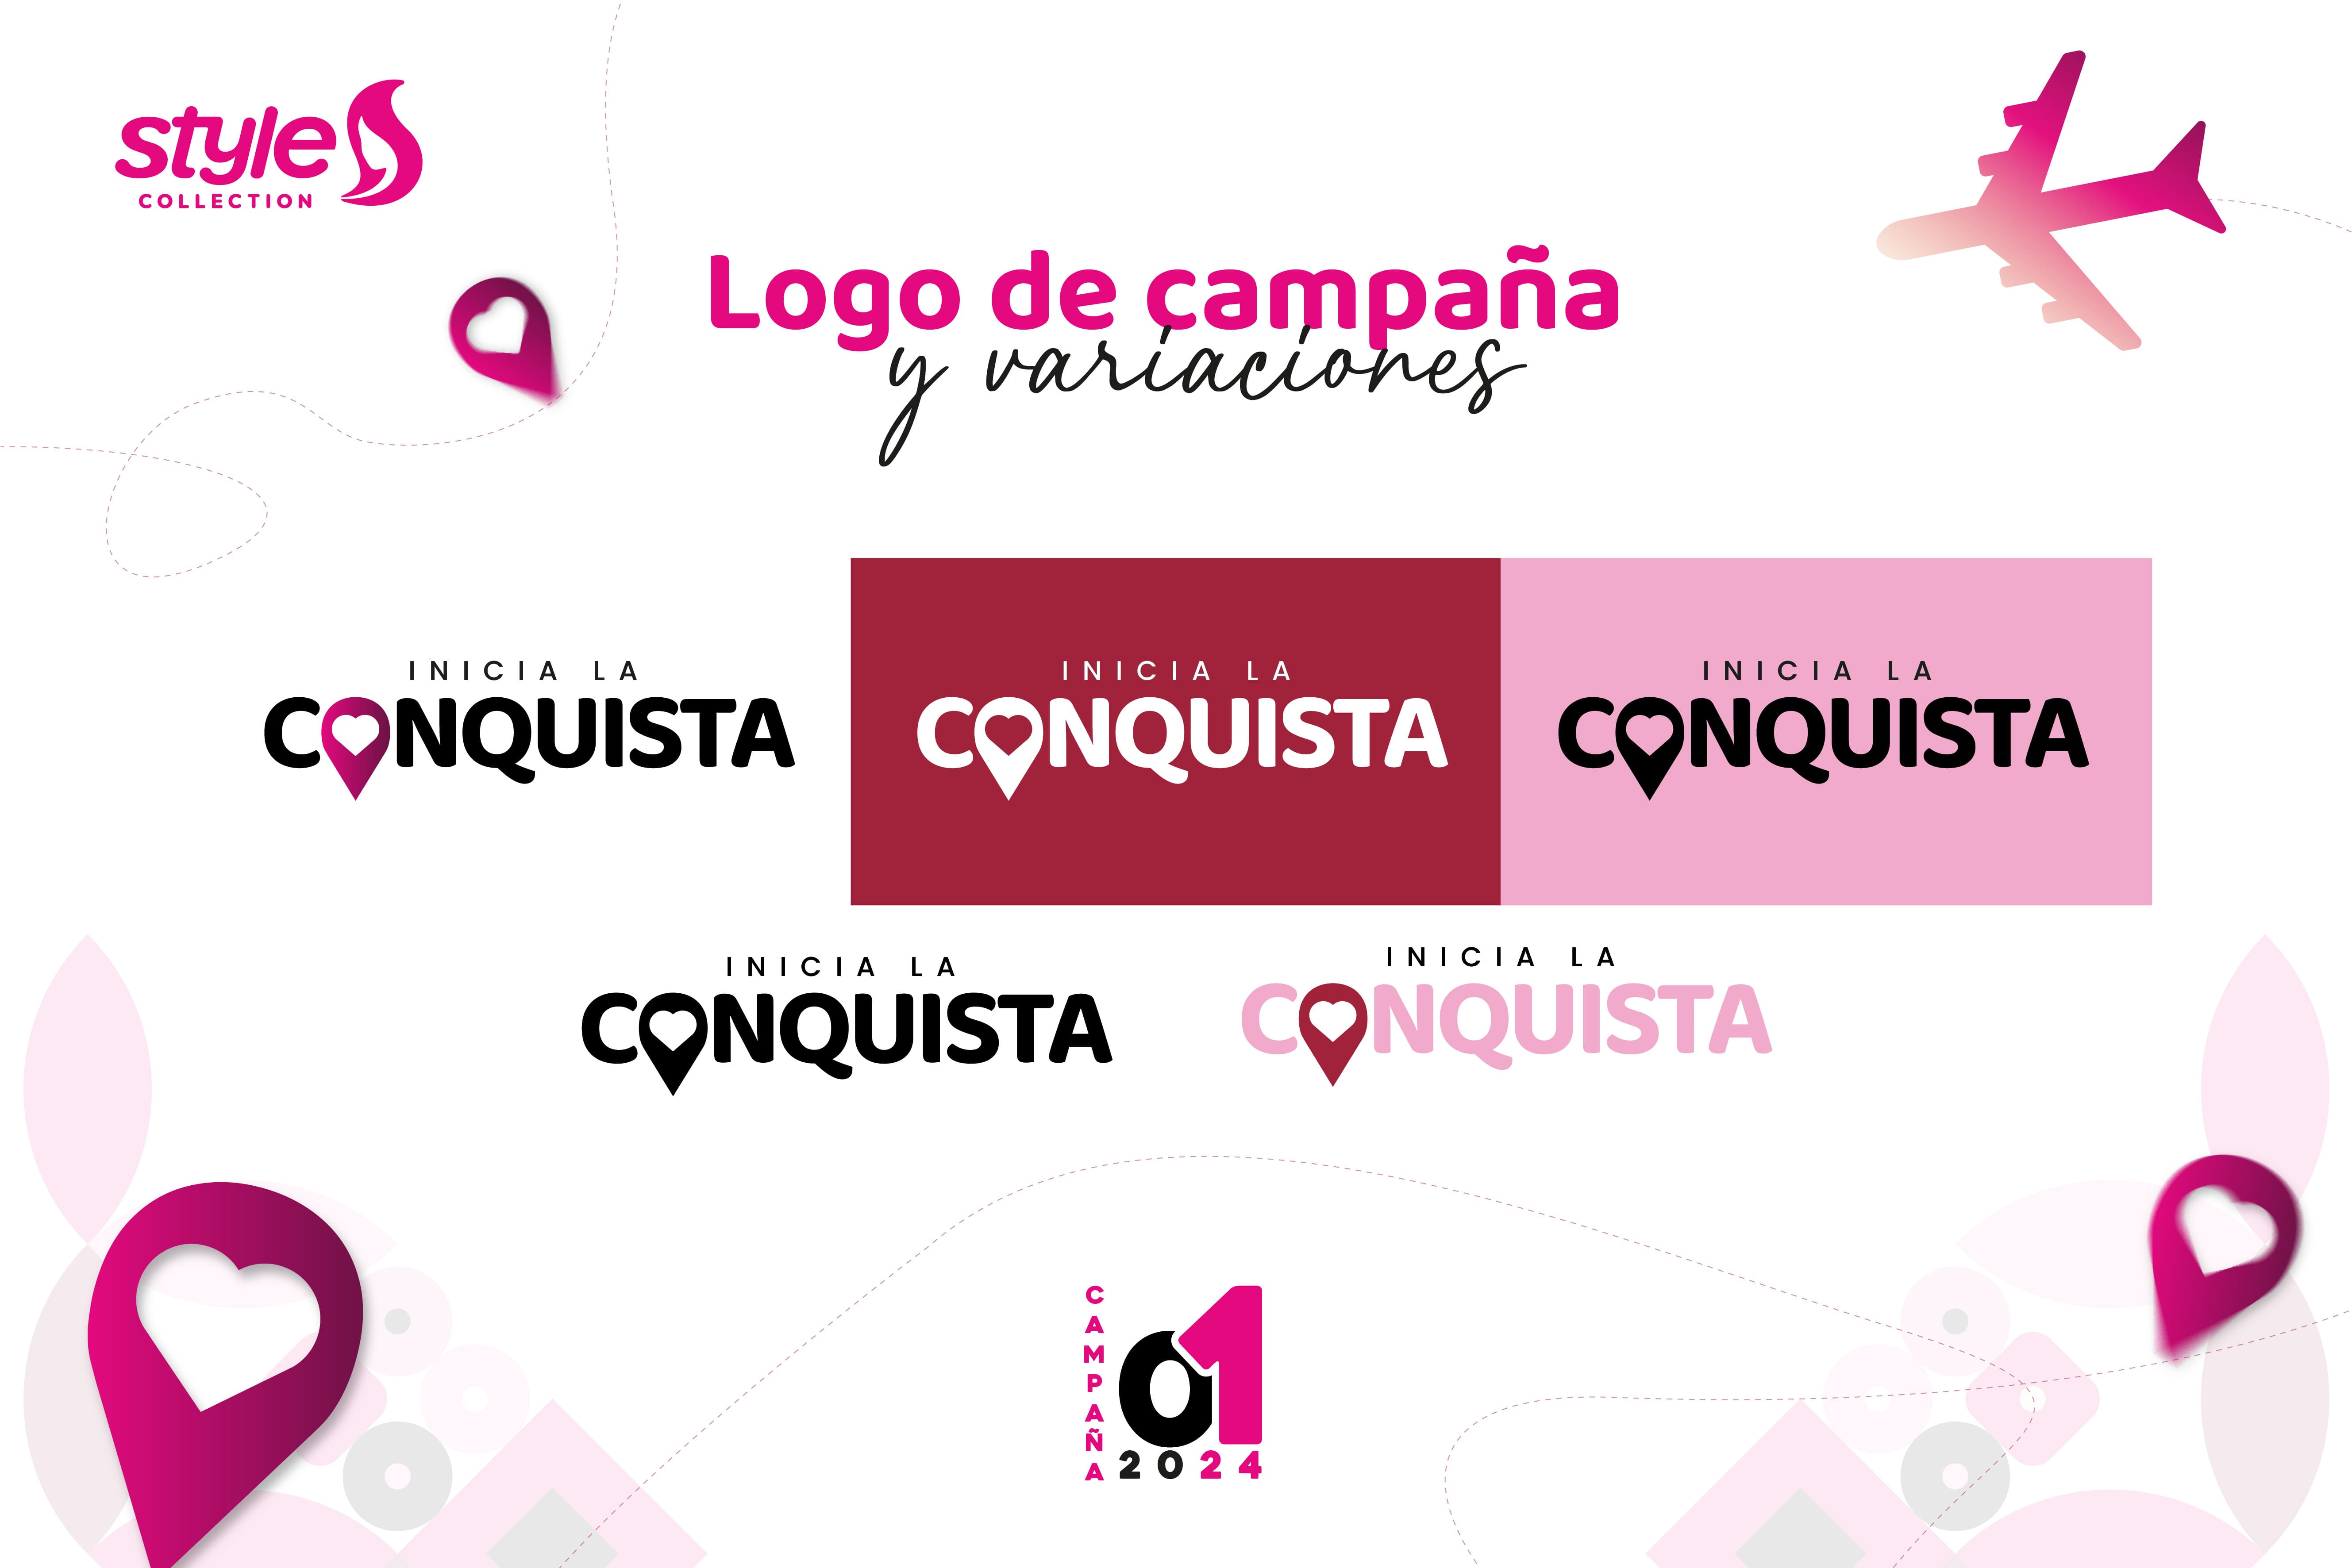 style
COLLECTION
Logo de campaña
y variaciones
INICIA LA
CONQUISTA
INICIA LA
CONQUISTA
INICIA LA
CONQUISTA
INICIA LA
CONQUISTA
INICIA LA
CONQUISTA
CAMPAÑA
01
2024